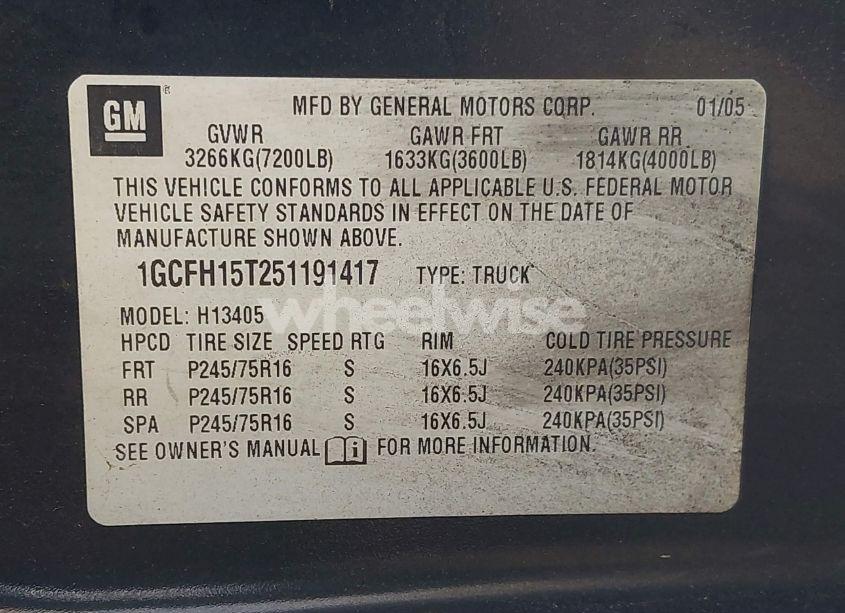 GM ® MFD BY GENERAL MOTORS CORP. 01/05
GVWR GAWR FRT GAWR RR
3266KG(7200LB) 1633KG(3600LB) 1814KG(4000LB)
THIS VEHICLE CONFORMS TO ALL APPLICABLE U.S. FEDERAL MOTOR
VEHICLE SAFETY STANDARDS IN EFFECT ON THE DATE OF
MANUFACTURE SHOWN ABOVE.
1GCFH15T251191417 TYPE: TRUCK
wheelwise
MODEL: H13405
HPCD TIRE SIZE SPEED RTG RIM COLD TIRE PRESSURE
FRT P245/75R16 S 16X6.5J 240KPA(35PSI)
RR P245/75R16 S 16X6.5J 240KPA(35PSI)
SPA P245/75R16 S 16X6.5J 240KPA(35PSI)
SEE OWNER'S MANUAL i FOR MORE INFORMATION.